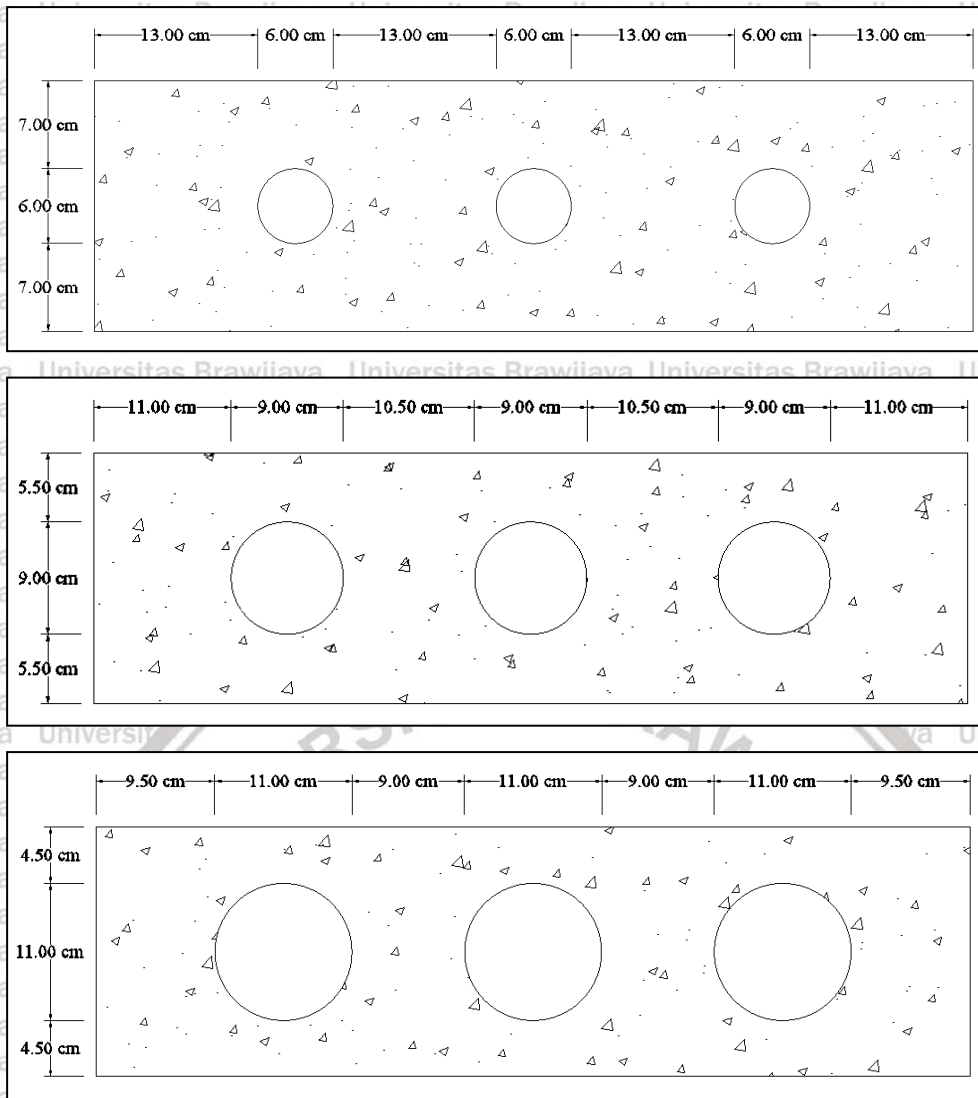 13.00 cm 6.00 cm 13.00 cm 6.00 cm 13.00 cm 6.00 cm 13.00 cm
7.00 cm
6.00 cm
7.00 cm
Universitas Brawijaya Universitas Brawijaya Universitas Brawijaya
11.00 cm 9.00 cm 10.50 cm 9.00 cm 10.50 cm 9.00 cm 11.00 cm
5.50 cm
9.00 cm
5.50 cm
9.50 cm 11.00 cm 9.00 cm 11.00 cm 9.00 cm 11.00 cm 9.50 cm
4.50 cm
11.00 cm
4.50 cm